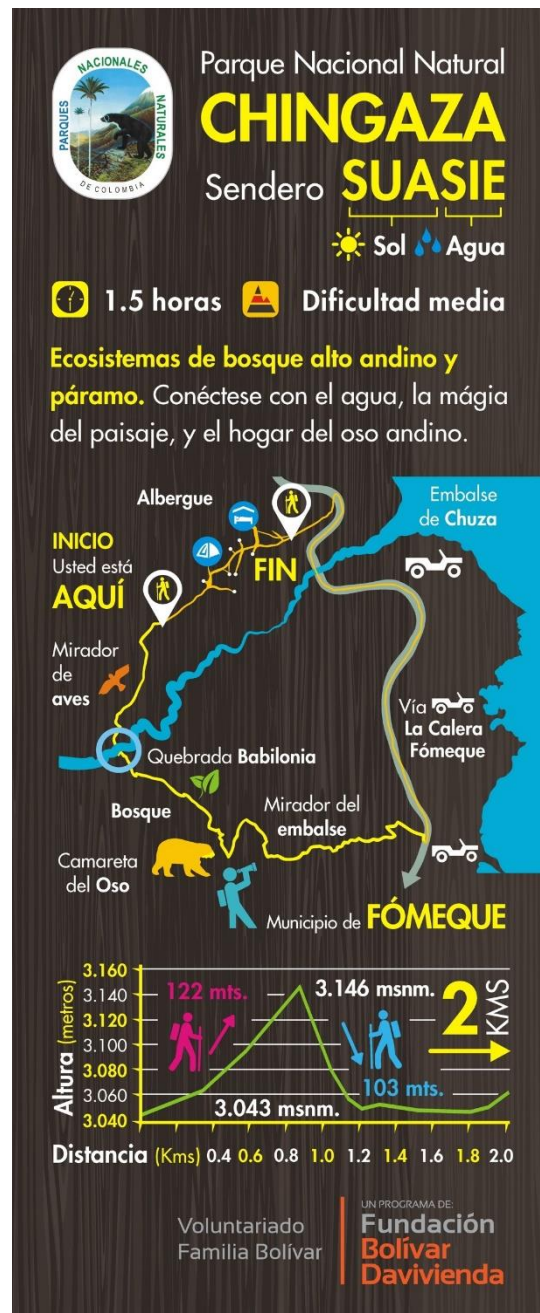 PARQUES NACIONALES NATURALES
DE COLOMBIA
Parque Nacional Natural
CHINGAZA
Sendero SUASIE
Sol Agua
1.5 horas Dificultad media
Ecosistemas de bosque alto andino y
páramo. Conéctese con el agua, la mágia
del paisaje, y el hogar del oso andino.
Albergue
Embalse
de Chuza
INICIO
Usted está
AQUÍ
FIN
Mirador
de
aves
Vía
La Calera
Fómeque
Quebrada Babilonia
Bosque
Mirador del
embalse
Camareta
del Oso
Municipio de FÓMEQUE
Altura (metros)
3.160
3.140
3.120
3.100
3.080
3.060
3.040
122 mts.
3.146 msnm.
2 KMS
103 mts.
3.043 msnm.
Distancia (Kms) 0.4 0.6 0.8 1.0 1.2 1.4 1.6 1.8 2.0
Voluntariado
Familia Bolívar
UN PROGRAMA DE:
Fundación
Bolívar
Davivienda